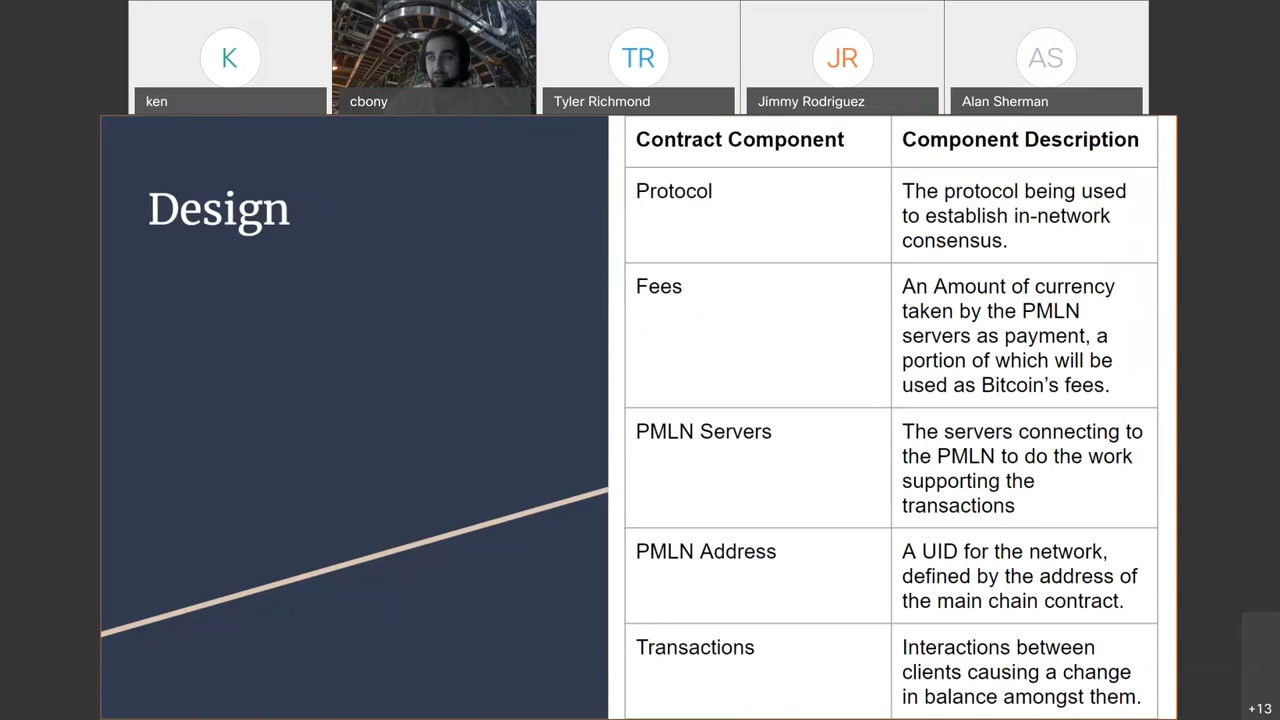 K
TR
JR
AS
ken
cbony
Tyler Richmond
Jimmy Rodriguez
Alan Sherman
Design
Contract Component
Component Description
Protocol
The protocol being used
to establish in-network
consensus.
Fees
An Amount of currency
taken by the PMLN
servers as payment, a
portion of which will be
used as Bitcoin's fees.
PMLN Servers
The servers connecting to
the PMLN to do the work
supporting the
transactions
PMLN Address
A UID for the network,
defined by the address of
the main chain contract.
Transactions
Interactions between
clients causing a change
in balance amongst them.
+13